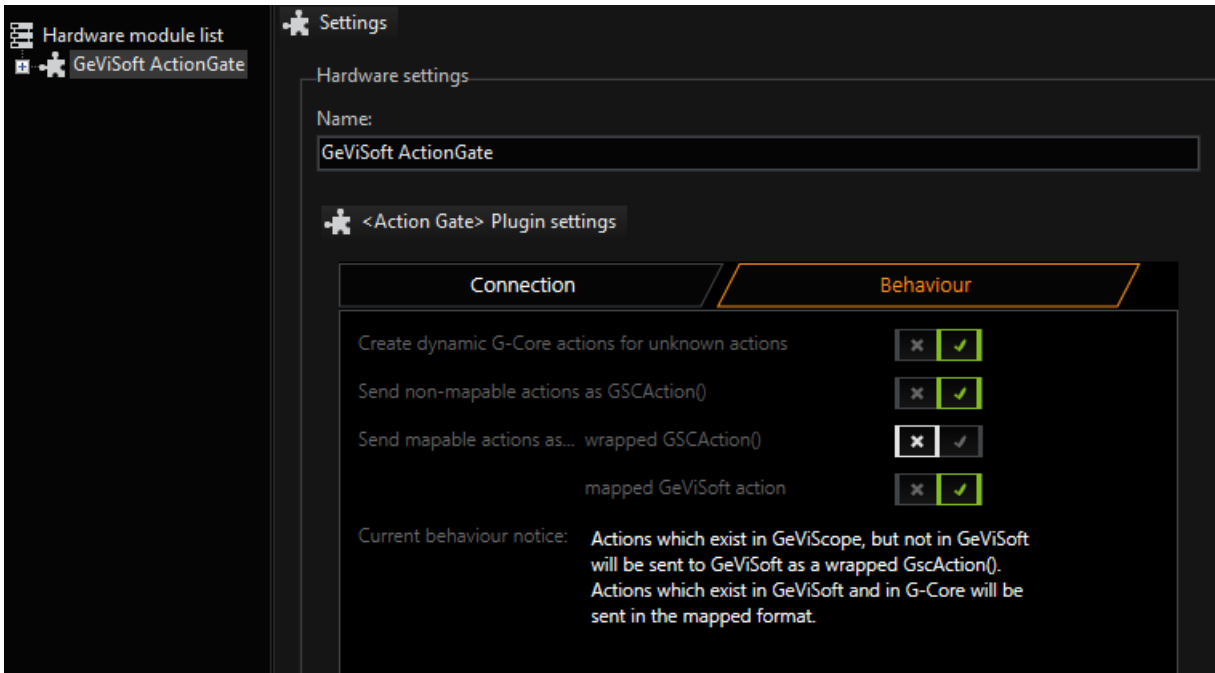 Hardware module list
GeViSoft ActionGate
Settings
Hardware settings
Name:
GeViSoft ActionGate
<Action Gate> Plugin settings
Connection
Behaviour
Create dynamic G-Core actions for unknown actions
Send non-mapable actions as GSCAction()
Send mapable actions as... wrapped GSCAction()
mapped GeViSoft action
Current behaviour notice: Actions which exist in GeViScope, but not in GeViSoft
will be sent to GeViSoft as a wrapped GscAction().
Actions which exist in GeViSoft and in G-Core will be
sent in the mapped format.